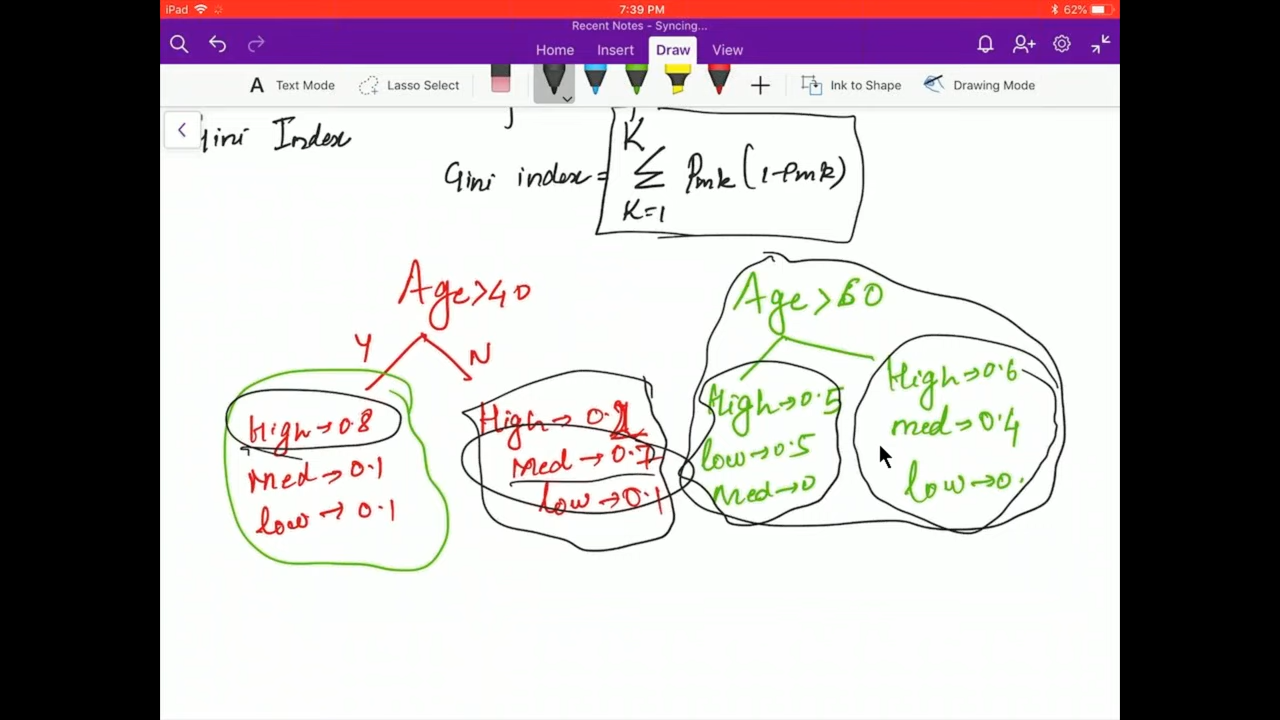 iPad 7:39 PM 62%
Recent Notes - Syncing...
Home Insert Draw View
Text Mode Lasso Select Ink to Shape Drawing Mode
Gini Index
K
Gini index = Σ Pmk (1-Pmk)
K=1
Age>40
Y N
High→0.8
Med→0.1
low→0.1
High→
Med→0.7
low→0.1
Age>60
High→0.5
low→0.5
Med→0
High→0.6
med→0.4
low→0.